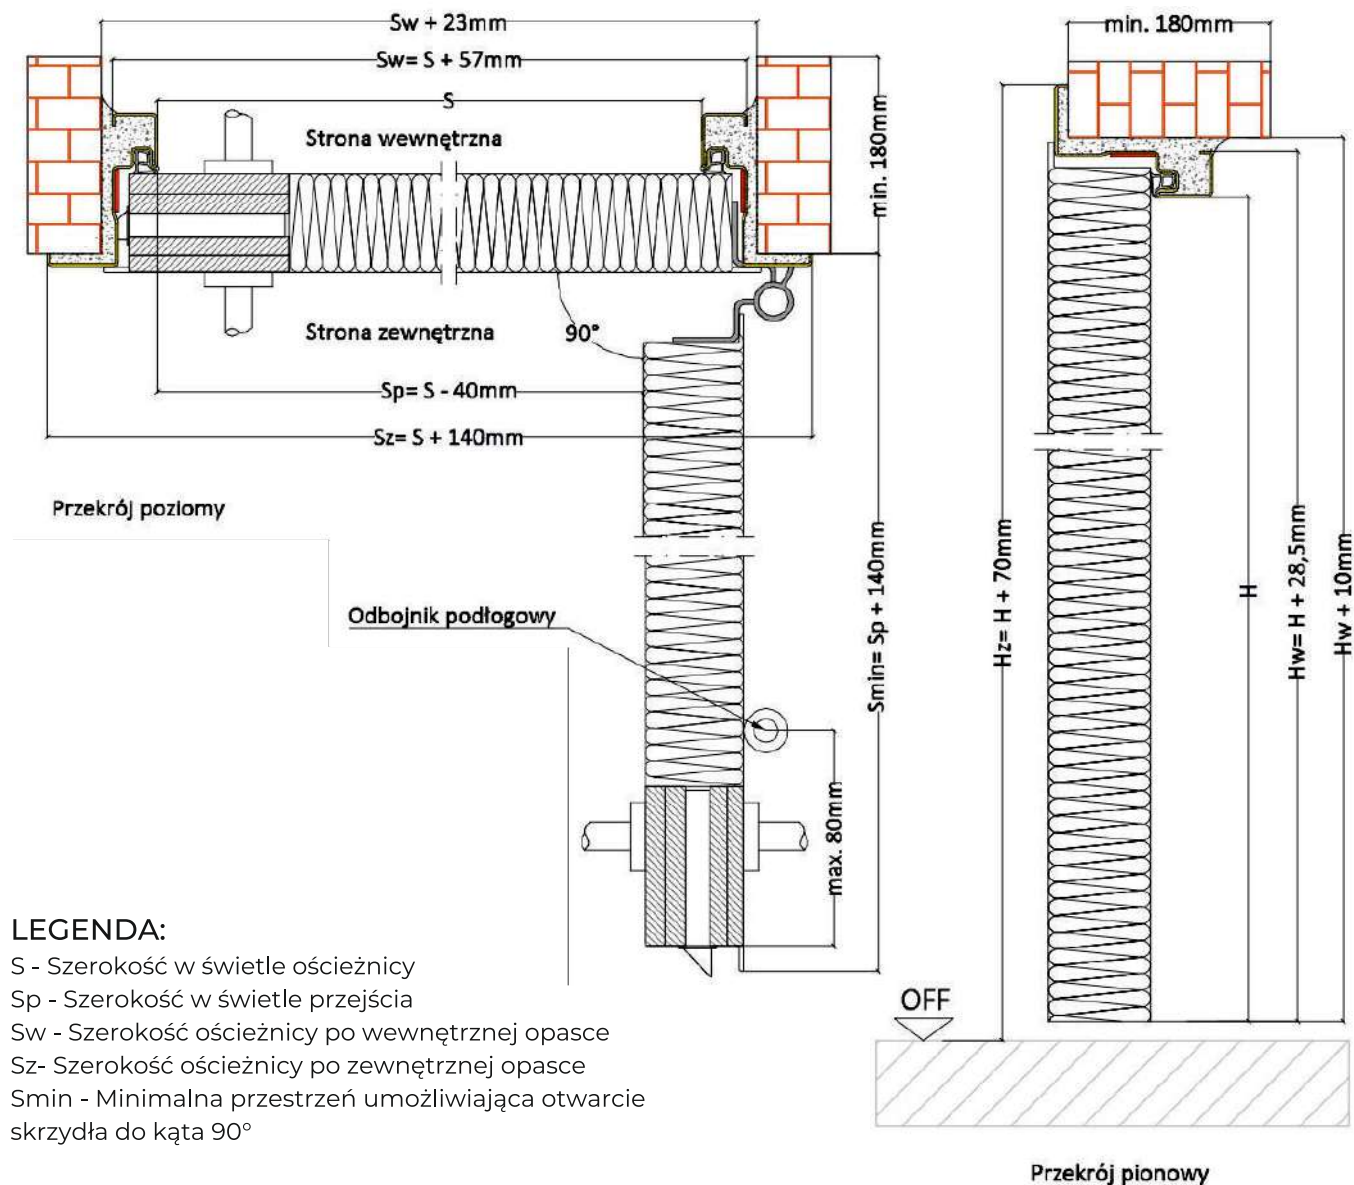 Sw + 23mm
Sw= S + 57mm
S
Strona wewnętrzna
min. 180mm
min. 180mm
Strona zewnętrzna
90°
Sp= S - 40mm
Sz= S + 140mm
Przekrój poziomy
Odbojnik podłogowy
Smin= Sp + 140mm
max. 80mm
Hz= H + 70mm
H
Hw= H + 28,5mm
Hw + 10mm
LEGENDA:
S - Szerokość w świetle ościeżnicy
Sp - Szerokość w świetle przejścia
Sw - Szerokość ościeżnicy po wewnętrznej opasce
Sz- Szerokość ościeżnicy po zewnętrznej opasce
Smin - Minimalna przestrzeń umożliwiająca otwarcie
skrzydła do kąta 90°
OFF
Przekrój pionowy